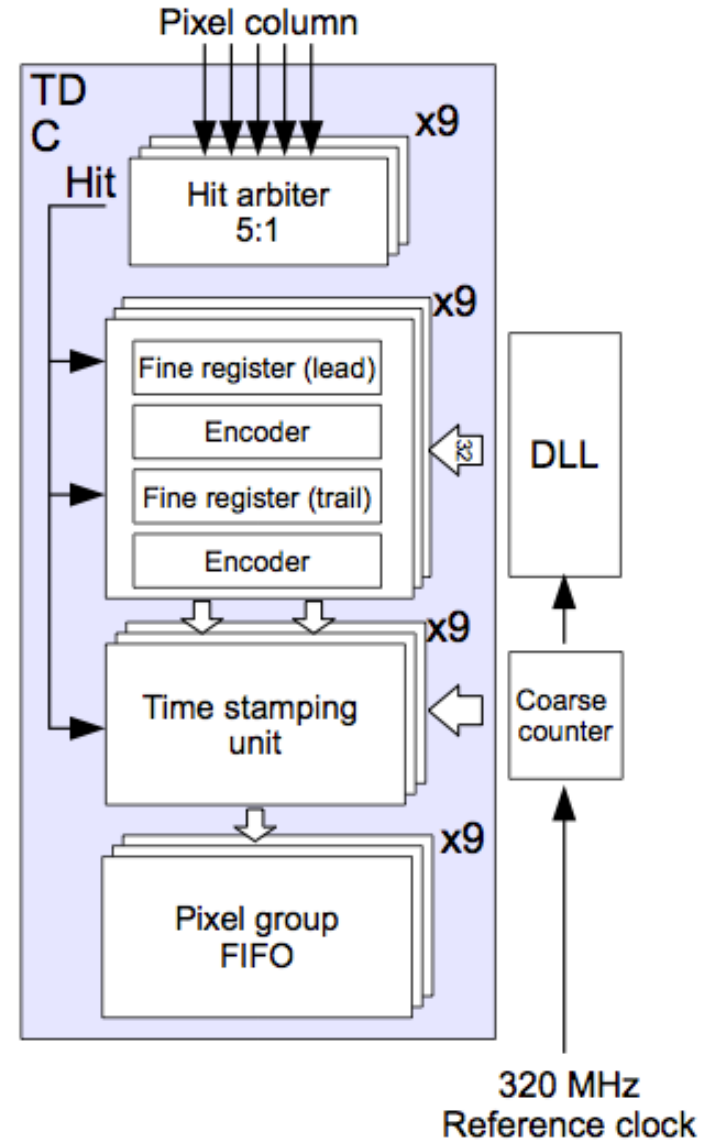 Pixel column
TD
C
x9
Hit
Hit arbiter
5:1
x9
Fine register (lead)
Encoder
32
DLL
Fine register (trail)
Encoder
x9
Time stamping
unit
Coarse
counter
x9
Pixel group
FIFO
320 MHz
Reference clock